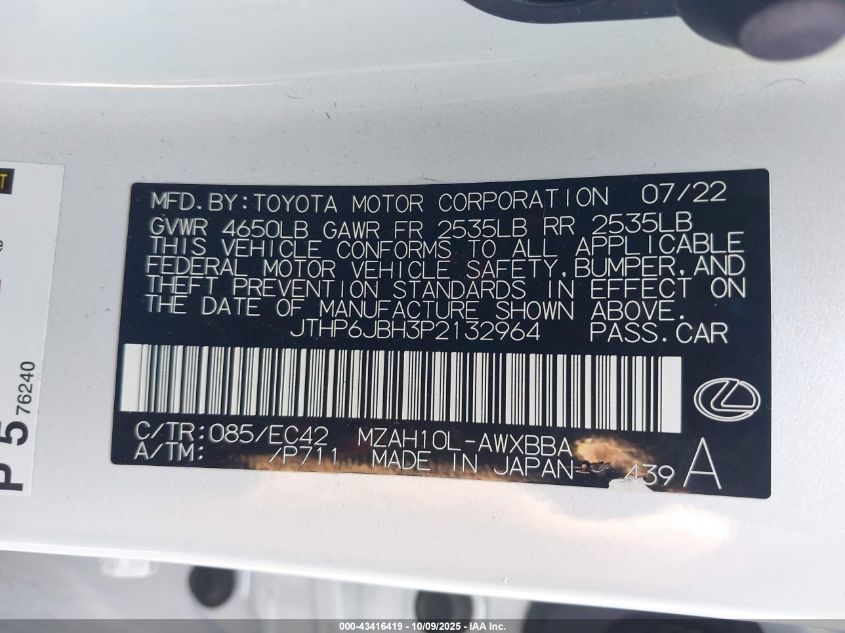 MFD. BY: TOYOTA MOTOR CORPORATION 07/22
GVWR 4650LB GAWR FR 2535LB RR 2535LB
THIS VEHICLE CONFORMS TO ALL APPLICABLE
FEDERAL MOTOR VEHICLE SAFETY, BUMPER, AND
THEFT PREVENTION STANDARDS IN EFFECT ON
THE DATE OF MANUFACTURE SHOWN ABOVE.
JTHP6JBH3P2132964 PASS. CAR
C/TR: 085/EC42 MZAH10L-AWXBBA
A/TM: /P711 MADE IN JAPAN 439 A
P 5 76240
000-43416419 - 10/09/2025 - IAA Inc.